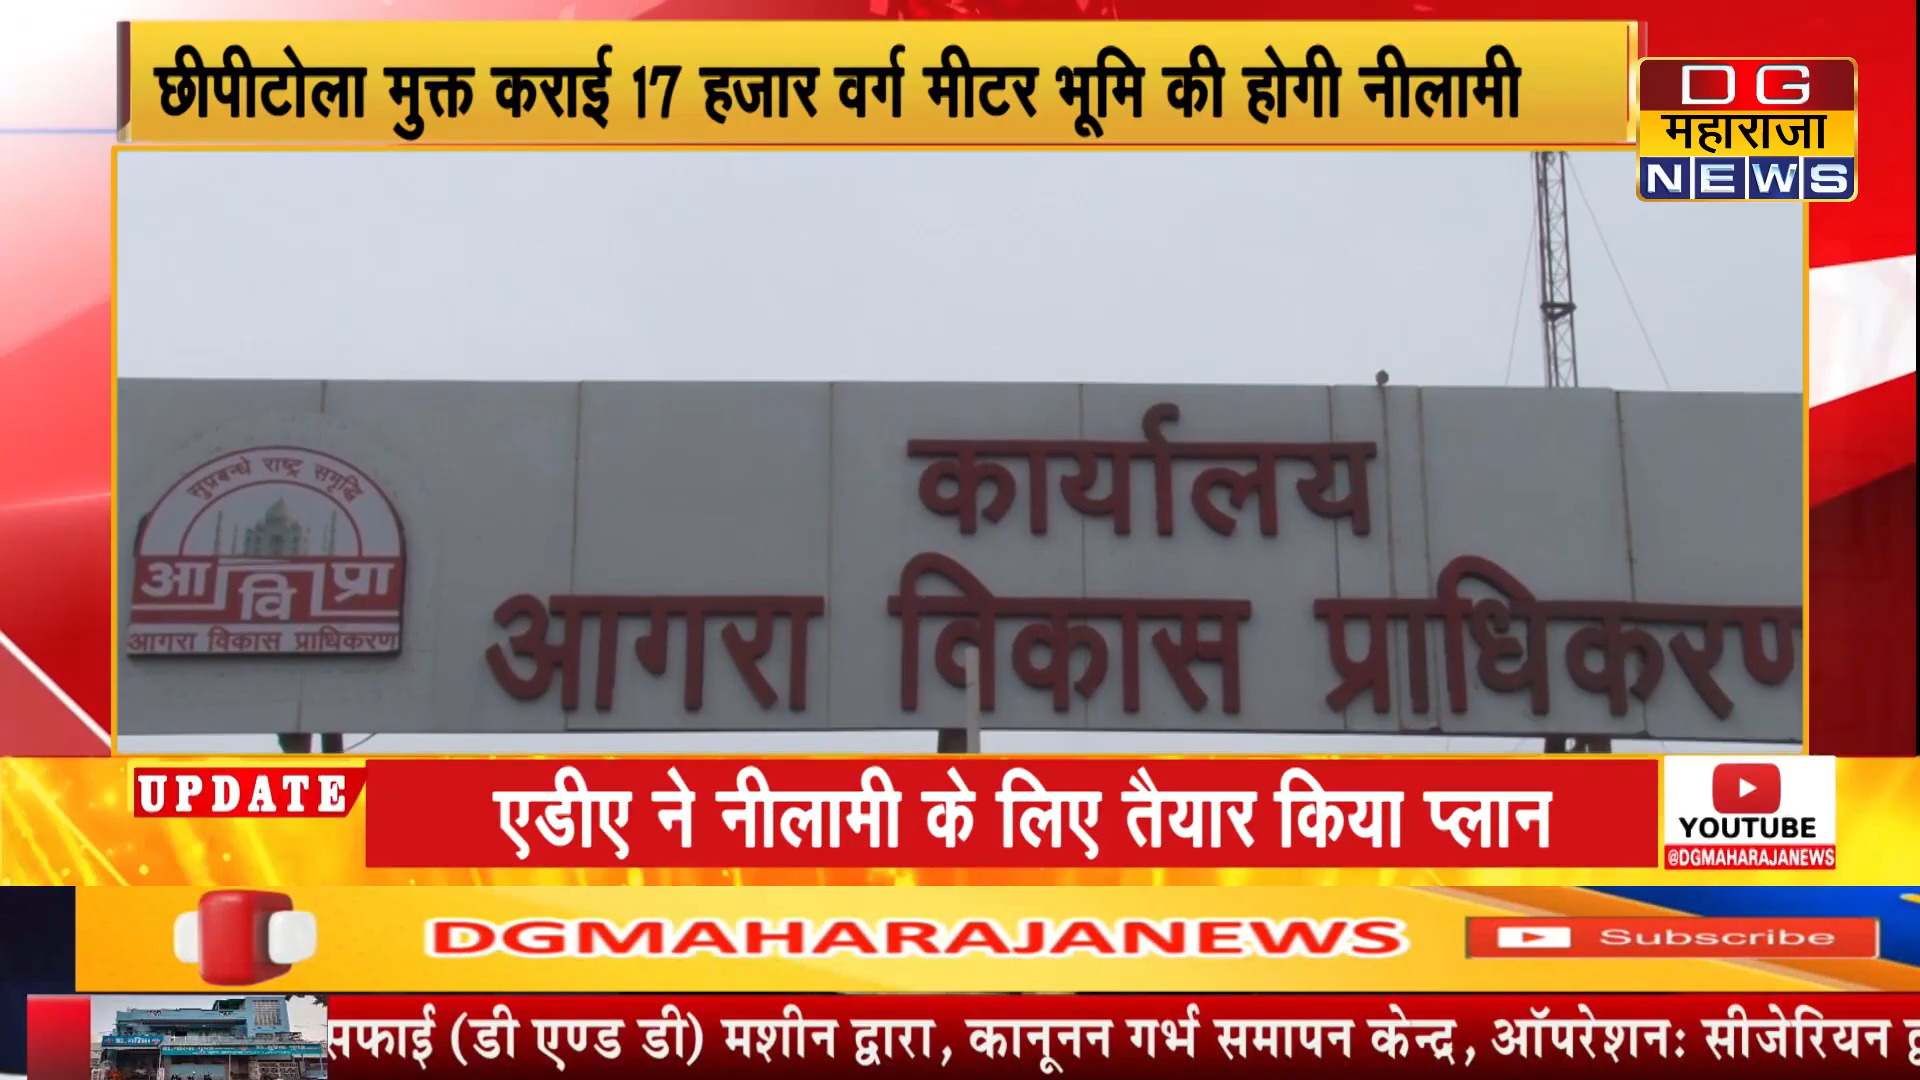 छीपीटोला मुक्त कराई 17 हजार वर्ग मीटर भूमि की होगी नीलामी
DG
महाराजा
NEWS
सुप्रबन्धे राष्ट्र समृद्धि
आ वि प्रा
आगरा विकास प्राधिकरण
कार्यालय
आगरा विकास प्राधिकरण
UPDATE
एडीए ने नीलामी के लिए तैयार किया प्लान
YOUTUBE
@DGMAHARAJANEWS
DGMAHARAJANEWS
Subscribe
सफाई (डी एण्ड डी) मशीन द्वारा, कानूनन गर्भ समापन केन्द्र, ऑपरेशन: सीजेरियन